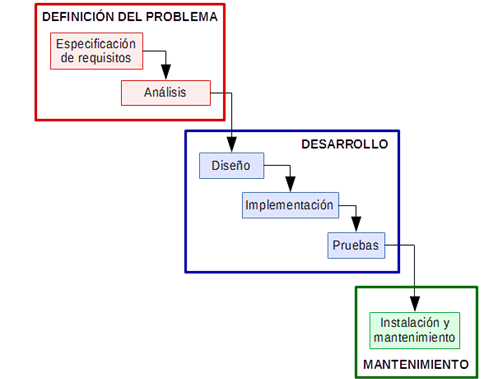 DEFINICIÓN DEL PROBLEMA
Especificación
de requisitos
Análisis
DESARROLLO
Diseño
Implementación
Pruebas
Instalación y
mantenimiento
MANTENIMIENTO